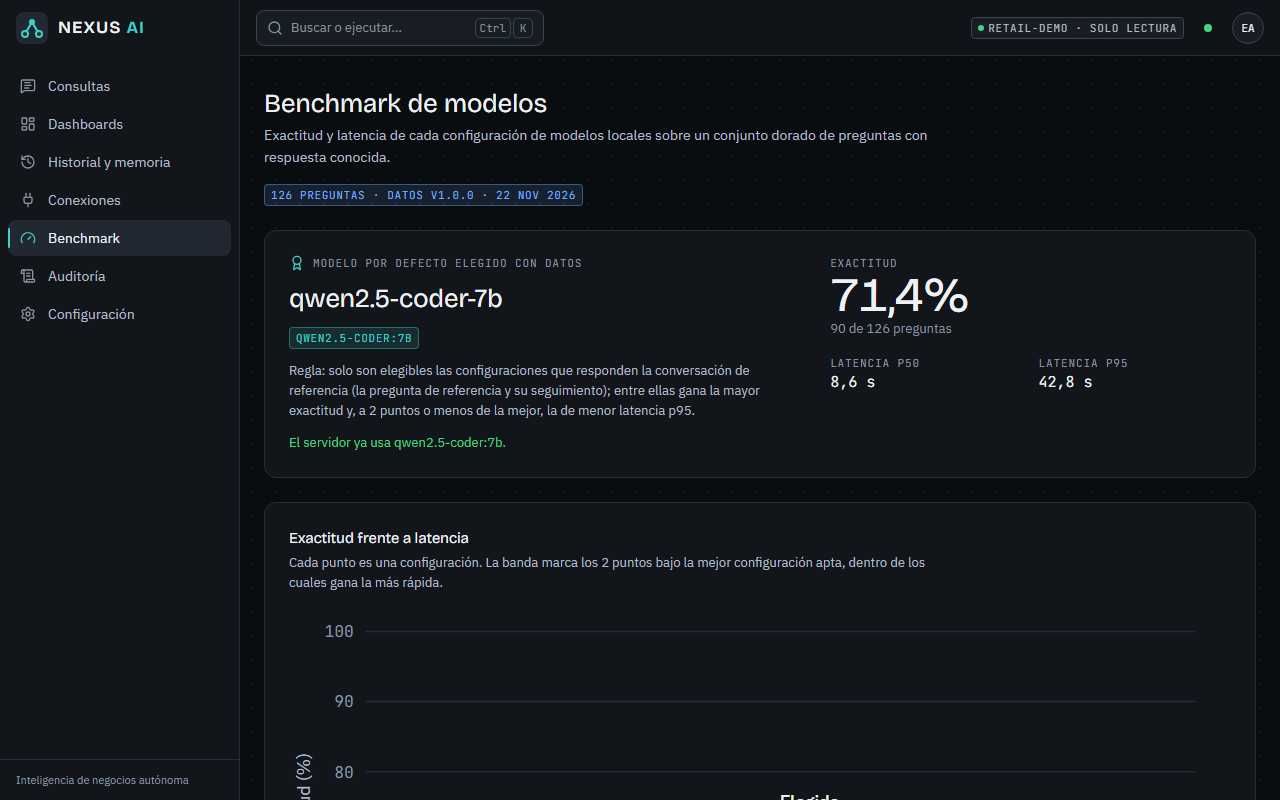 NEXUS AI
Buscar o ejecutar...
Ctrl K
RETAIL-DEMO · SOLO LECTURA
EA
Consultas
Dashboards
Historial y memoria
Conexiones
Benchmark
Auditoría
Configuración
Inteligencia de negocios autónoma
Benchmark de modelos
Exactitud y latencia de cada configuración de modelos locales sobre un conjunto dorado de preguntas con
respuesta conocida.
126 PREGUNTAS · DATOS V1.0.0 · 22 NOV 2026
MODELO POR DEFECTO ELEGIDO CON DATOS
qwen2.5-coder-7b
QWEN2.5-CODER:7B
Regla: solo son elegibles las configuraciones que responden la conversación de
referencia (la pregunta de referencia y su seguimiento); entre ellas gana la mayor
exactitud y, a 2 puntos o menos de la mejor, la de menor latencia p95.
El servidor ya usa qwen2.5-coder:7b.
EXACTITUD
71,4%
90 de 126 preguntas
LATENCIA P50
8,6 s
LATENCIA P95
42,8 s
Exactitud frente a latencia
Cada punto es una configuración. La banda marca los 2 puntos bajo la mejor configuración apta, dentro de los
cuales gana la más rápida.
100
90
80
ud (%)
Elegido